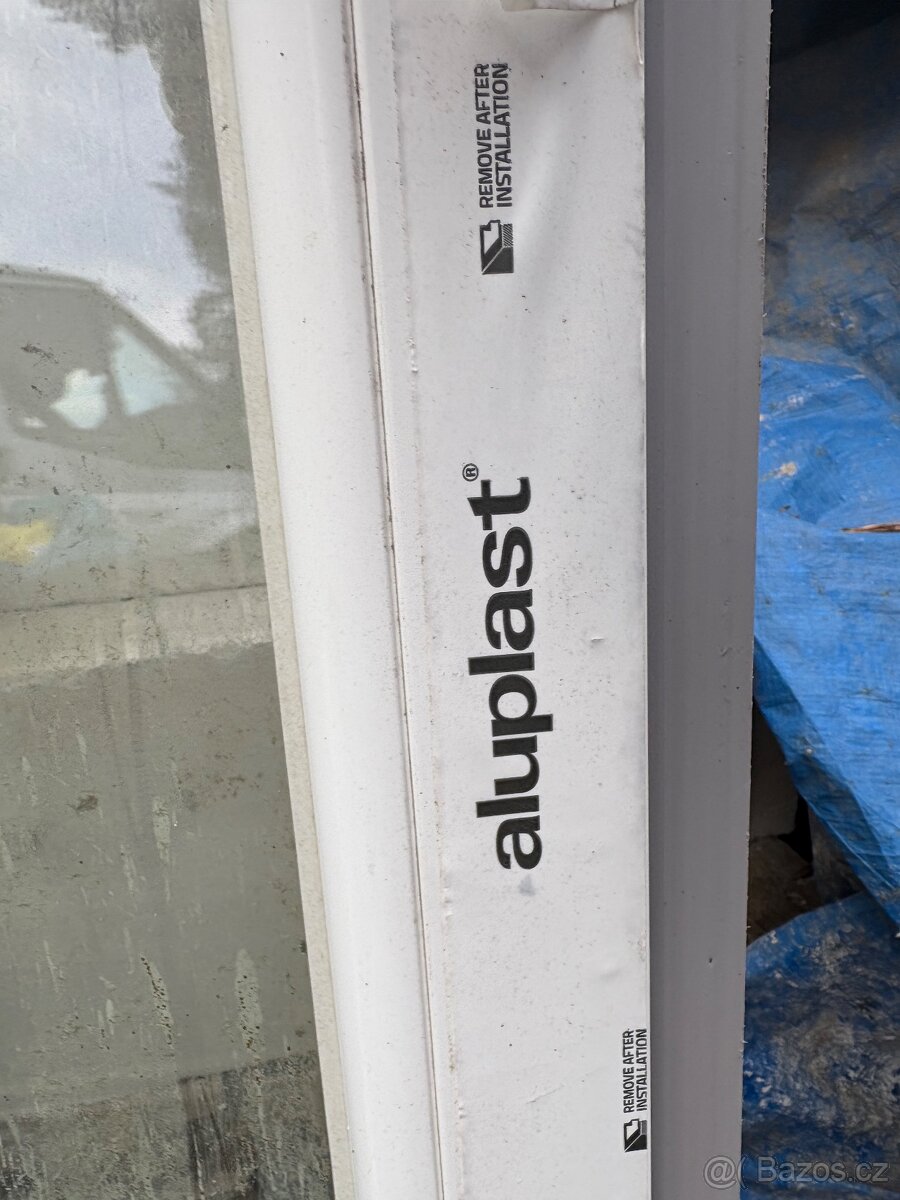 REMOVE AFTER
INSTALLATION
aluplast®
REMOVE AFTER
INSTALLATION
@( Bazos.cz